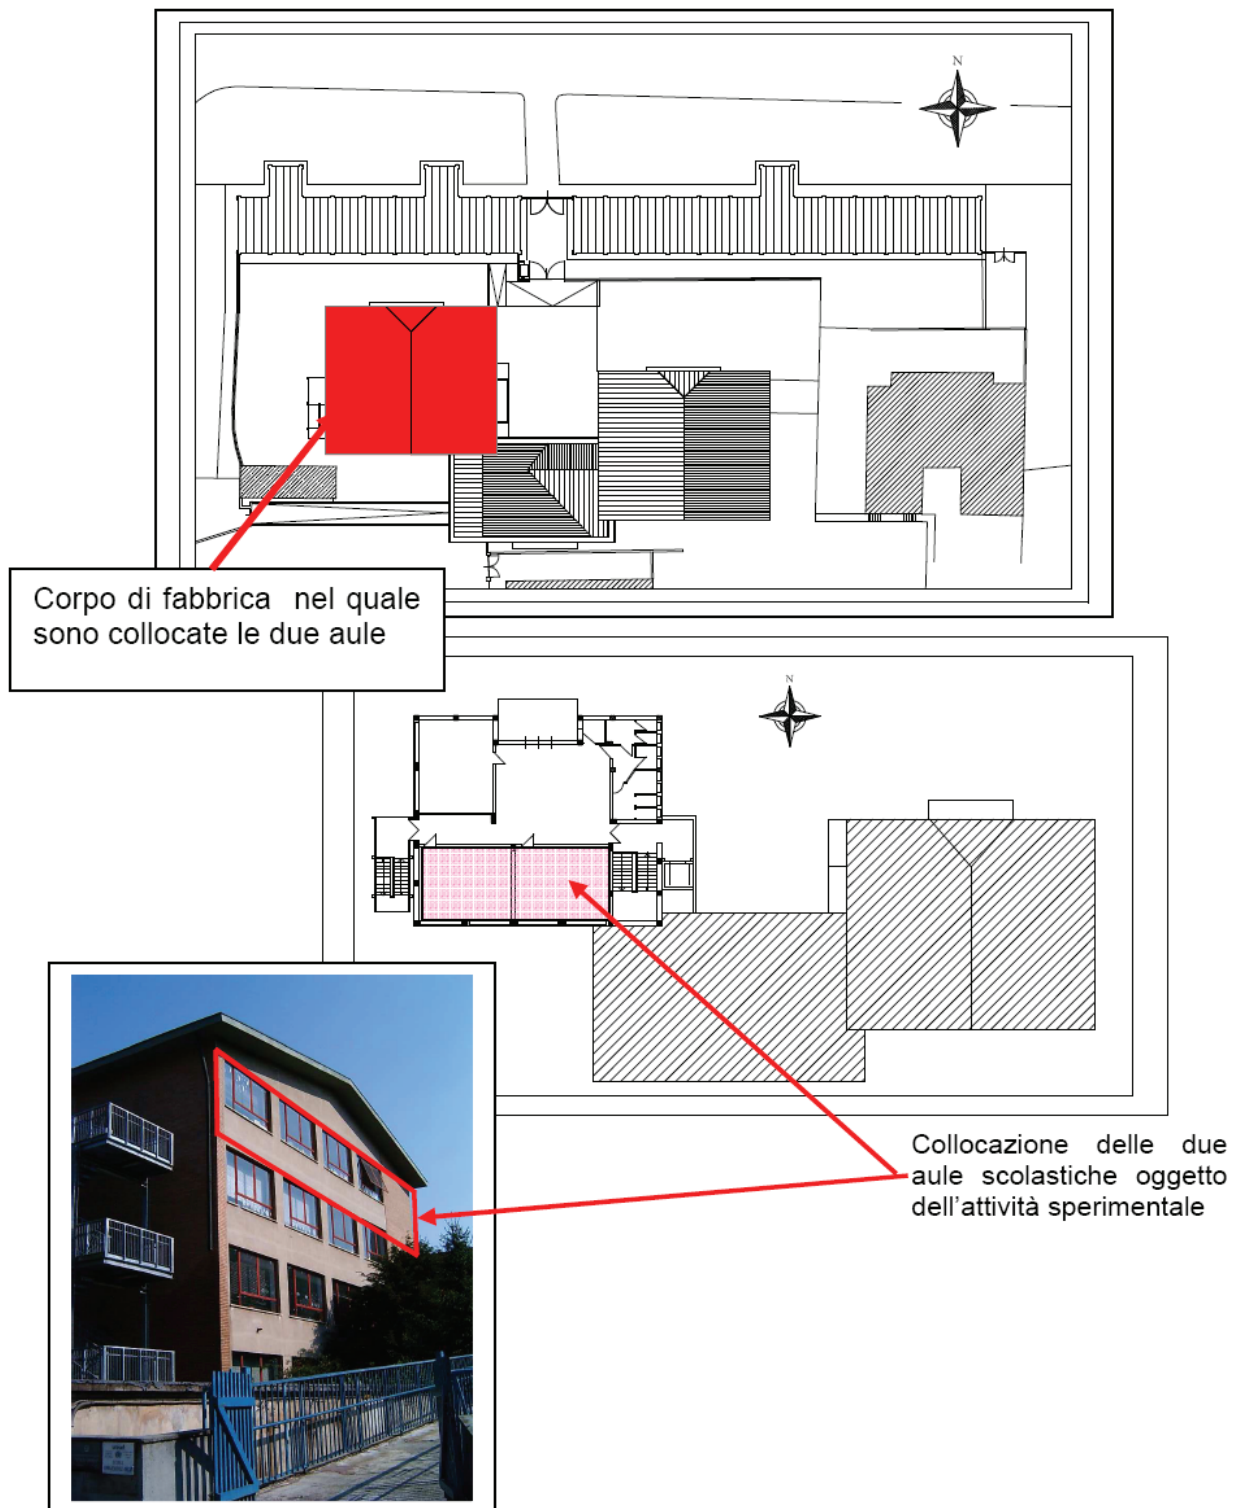 N
Corpo di fabbrica nel quale
sono collocate le due aule
N
Collocazione delle due
aule scolastiche oggetto
dell'attività sperimentale